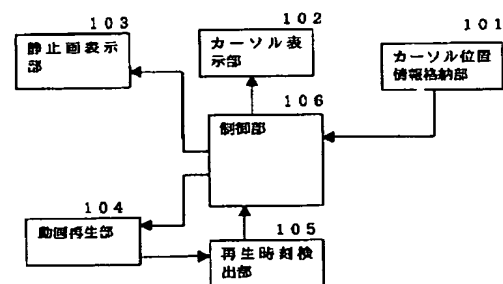 103
静止画表示
部
102
カーソル表
示部
101
カーソル位置
情報格納部
106
制御部
104
動画再生部
105
再生時刻検
出部